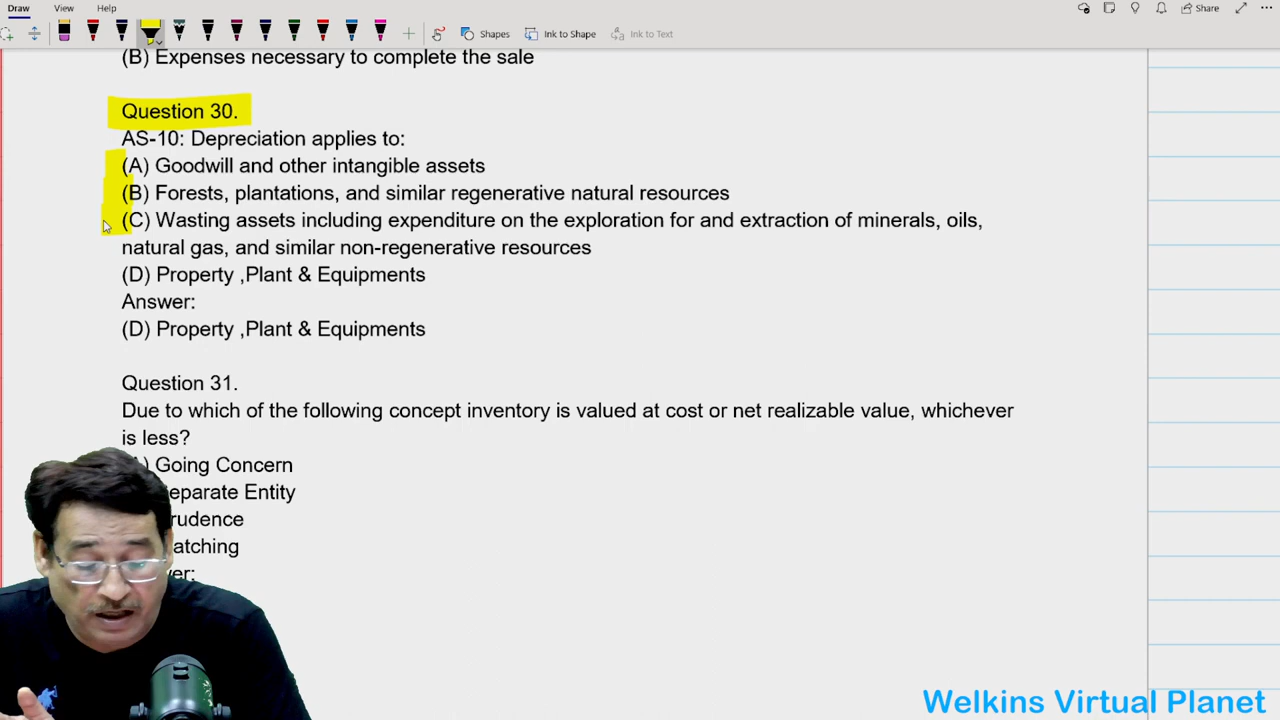 Draw View Help Share
Shapes Ink to Shape Ink to Text
(B) Expenses necessary to complete the sale
Question 30.
AS-10: Depreciation applies to:
(A) Goodwill and other intangible assets
(B) Forests, plantations, and similar regenerative natural resources
(C) Wasting assets including expenditure on the exploration for and extraction of minerals, oils,
natural gas, and similar non-regenerative resources
(D) Property ,Plant & Equipments
Answer:
(D) Property ,Plant & Equipments
Question 31.
Due to which of the following concept inventory is valued at cost or net realizable value, whichever
is less?
A) Going Concern
eparate Entity
rudence
atching
er:
Welkins Virtual Planet